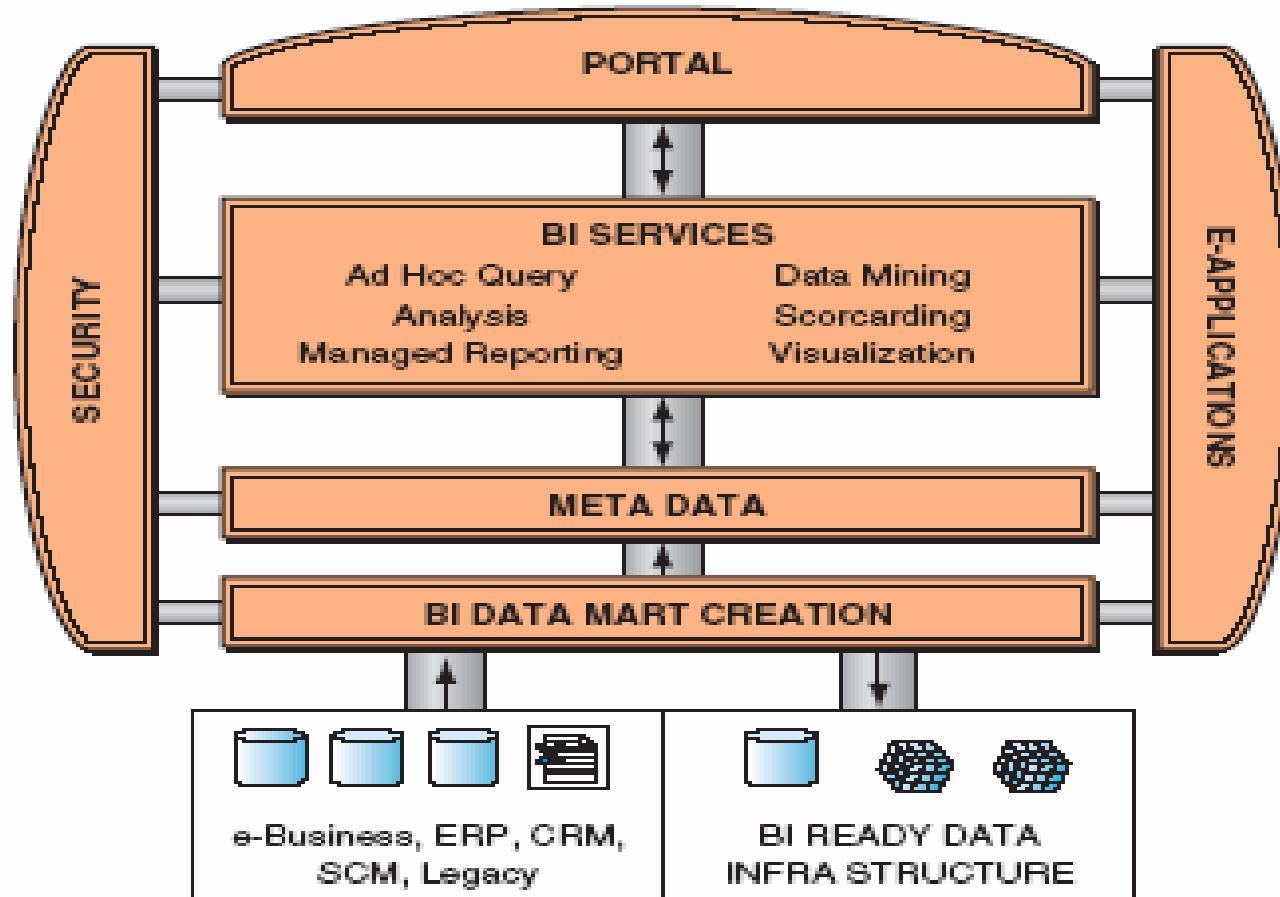 PORTAL
SECURITY
BI SERVICES
Ad Hoc Query
Data Mining
Analysis
Scorcarding
Managed Reporting
Visualization
E-APPLICATIONS
META DATA
BI DATA MART CREATION
e-Business, ERP, CRM,
SCM, Legacy
BI READY DATA
INFRA STRUCTURE